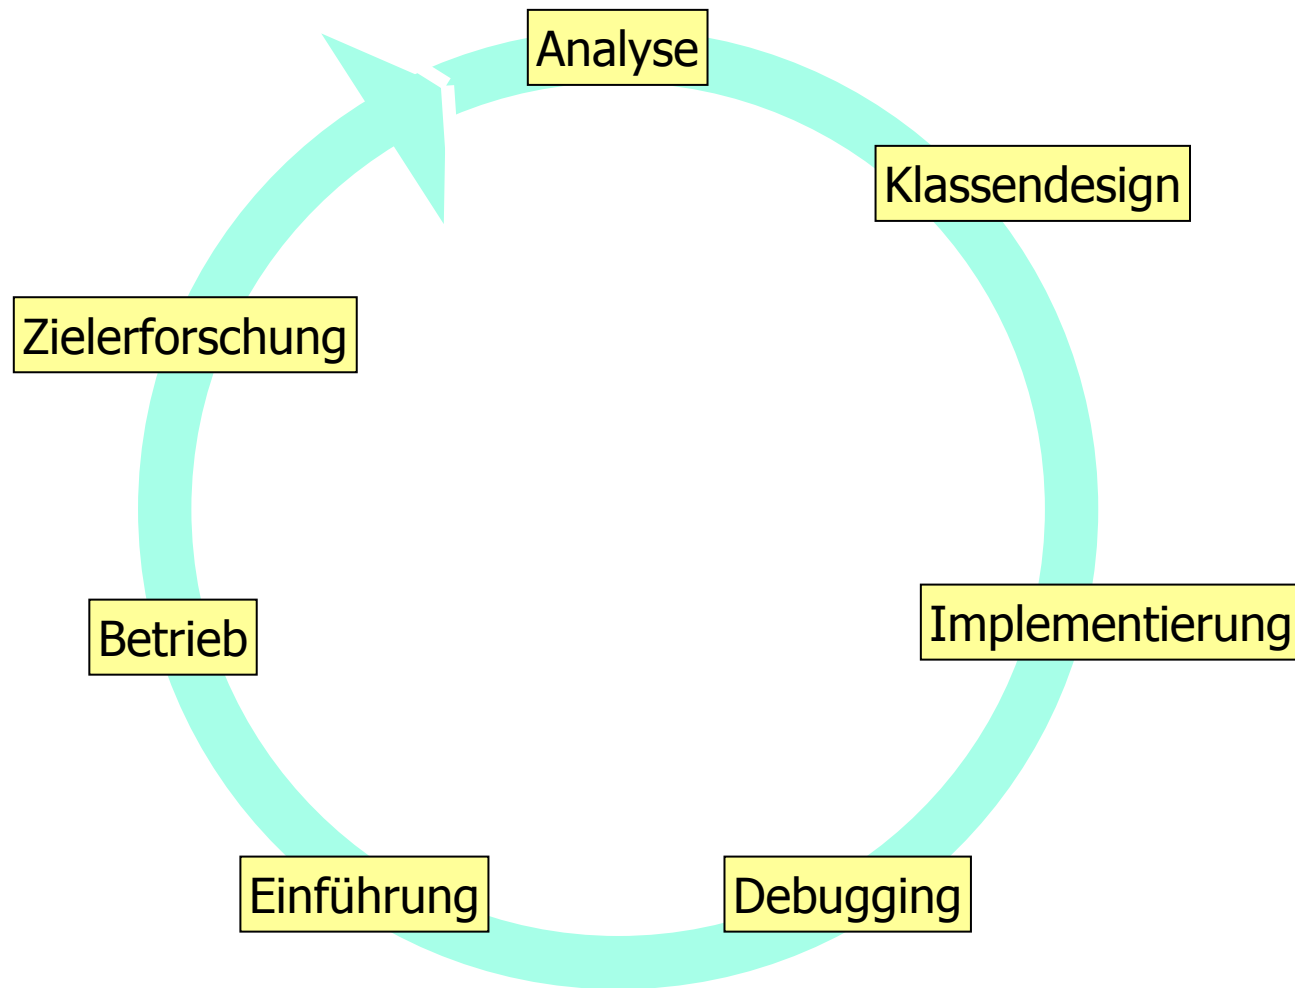 Analyse
Klassendesign
Zielerforschung
Implementierung
Betrieb
Einführung
Debugging